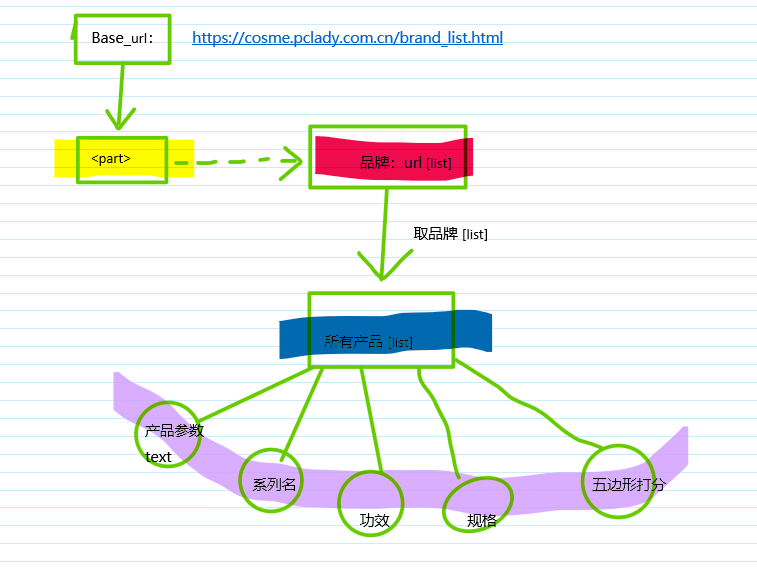 Base_url： https://cosme.pclady.com.cn/brand_list.html
<part>
品牌：url [list]
取品牌 [list]
所有产品 [list]
产品参数
text
系列名
功效
规格
五边形打分